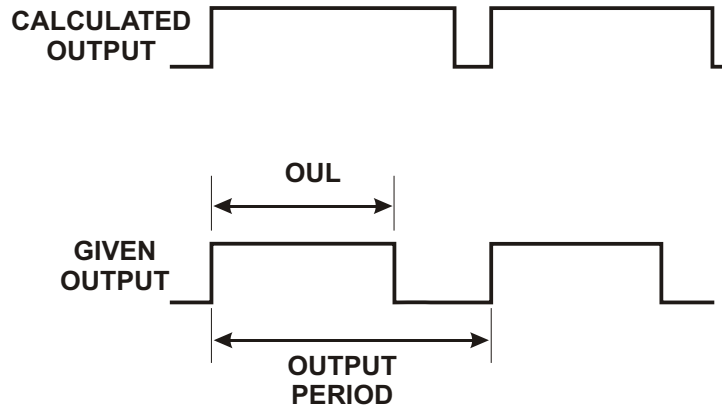 CALCULATED
OUTPUT
OUL
GIVEN
OUTPUT
OUTPUT
PERIOD